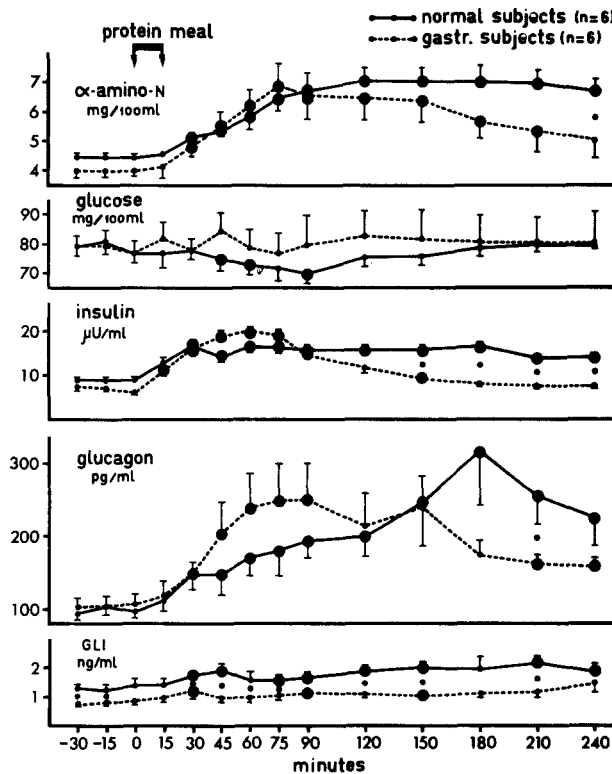 normal subjects (n=6)
gastr. subjects (n=6)
protein meal
α-amino-N
mg/100ml
7
6
5
4
glucose
mg/100ml
90
80
70
insulin
μU/ml
20
10
glucagon
pg/ml
300
200
100
GLI
ng/ml
2
1
-30 -15 0 15 30 45 60 75 90 120 150 180 210 240
minutes